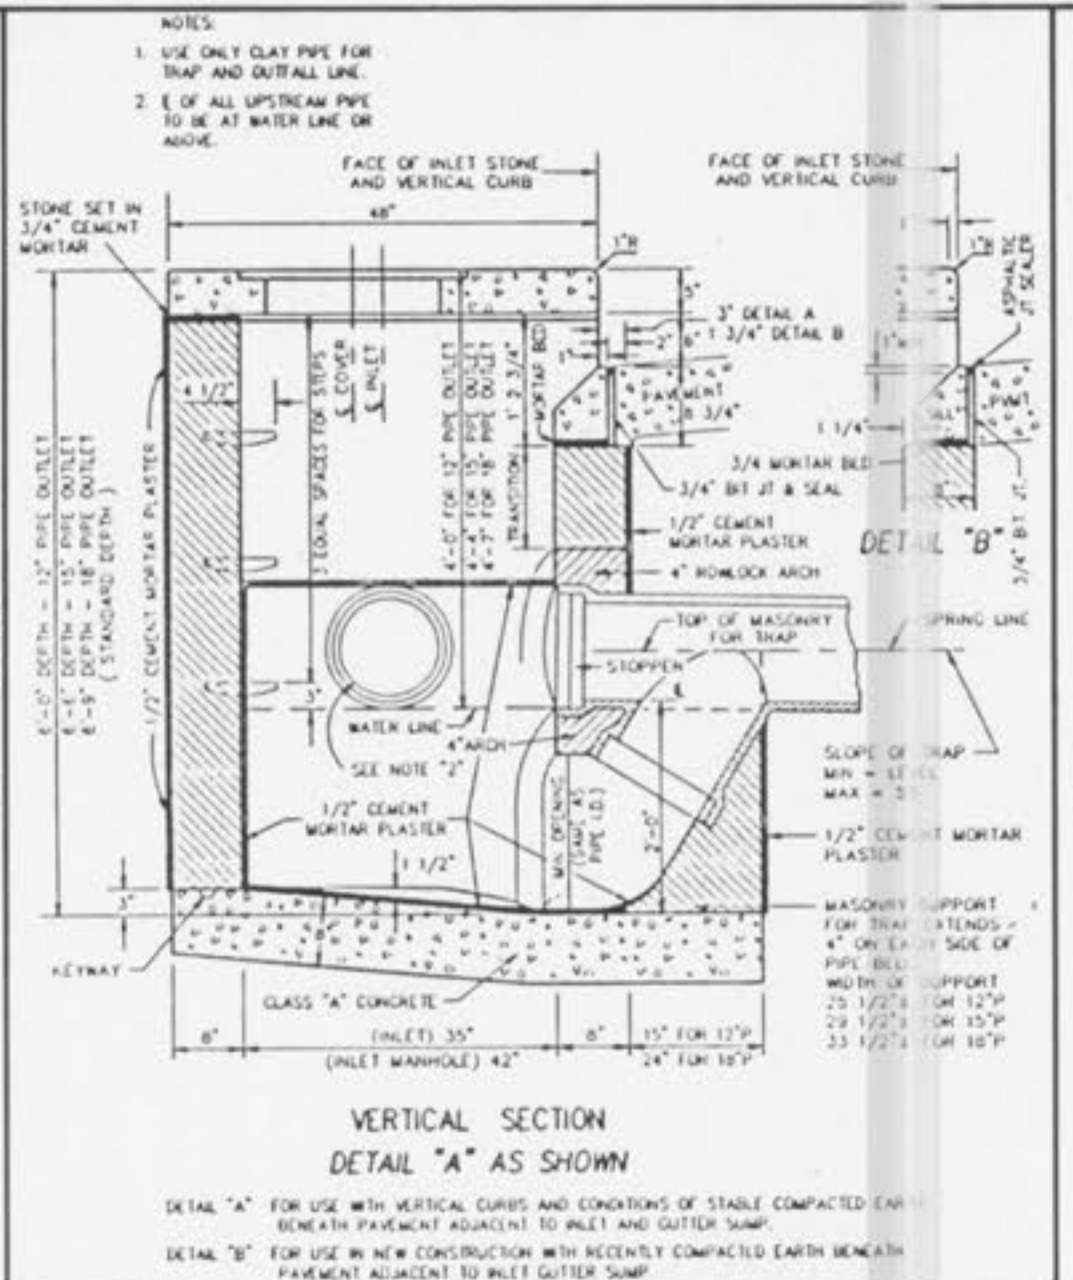 NOTES:
1. USE ONLY CLAY PIPE FOR
TRAP AND OUTFALL LINE.
2. ℄ OF ALL UPSTREAM PIPE
TO BE AT WATER LINE OR
ABOVE.
FACE OF INLET STONE
AND VERTICAL CURB
FACE OF INLET STONE
AND VERTICAL CURB
STONE SET IN
3/4" CEMENT
MORTAR
48"
1"R
1"R
ASPHALTIC
JT SEALER
3" DETAIL A
1 3/4" DETAIL B
2"
6"
1"
PAVEMENT
8 3/4"
PVMT.
1 1/4"
4 1/2"
℄ COVER
℄ INLET
3 EQUAL SPACES FOR STEPS
4'-0" FOR 12" PIPE OUTLET
4'-4" FOR 15" PIPE OUTLET
4'-7" FOR 18" PIPE OUTLET
1' 2 3/4"
MORTAR BED
TRANSITION
6'-0" DEPTH - 12" PIPE OUTLET
DEPTH - 15" PIPE OUTLET
6'-9" DEPTH - 18" PIPE OUTLET
( STANDARD DEPTH )
1/2" CEMENT MORTAR PLASTER
3/4 MORTAR BED
3/4" BIT JT & SEAL
1/2" CEMENT
MORTAR PLASTER
DETAIL "B"
3/4" BIT JT.
4" ROWLOCK ARCH
TOP OF MASONRY
FOR TRAP
SPRING LINE
STOPPER
℄
3"
WATER LINE
4" ARCH
SEE NOTE "2"
SLOPE OF TRAP
MIN = LEVEL
MAX =
1/2" CEMENT
MORTAR PLASTER
MIN OPENING
(SAME AS
PIPE I.D.)
2'-0"
1/2" CEMENT MORTAR
PLASTER
1 1/2"
3"
8"
MASONRY SUPPORT
FOR TRAP EXTENDS
4" ON EACH SIDE OF
PIPE BELL
WIDTH OF SUPPORT
25 1/2" FOR 12"P
29 1/2" FOR 15"P
33 1/2" FOR 18"P
KEYWAY
CLASS "A" CONCRETE
8"
(INLET) 35"
(INLET MANHOLE) 42"
8"
15" FOR 12"P
24" FOR 18"P
VERTICAL SECTION
DETAIL "A" AS SHOWN
DETAIL "A" FOR USE WITH VERTICAL CURBS AND CONDITIONS OF STABLE COMPACTED EARTH
BENEATH PAVEMENT ADJACENT TO INLET AND GUTTER SUMP.
DETAIL "B" FOR USE IN NEW CONSTRUCTION WITH RECENTLY COMPACTED EARTH BENEATH
PAVEMENT ADJACENT TO INLET GUTTER SUMP